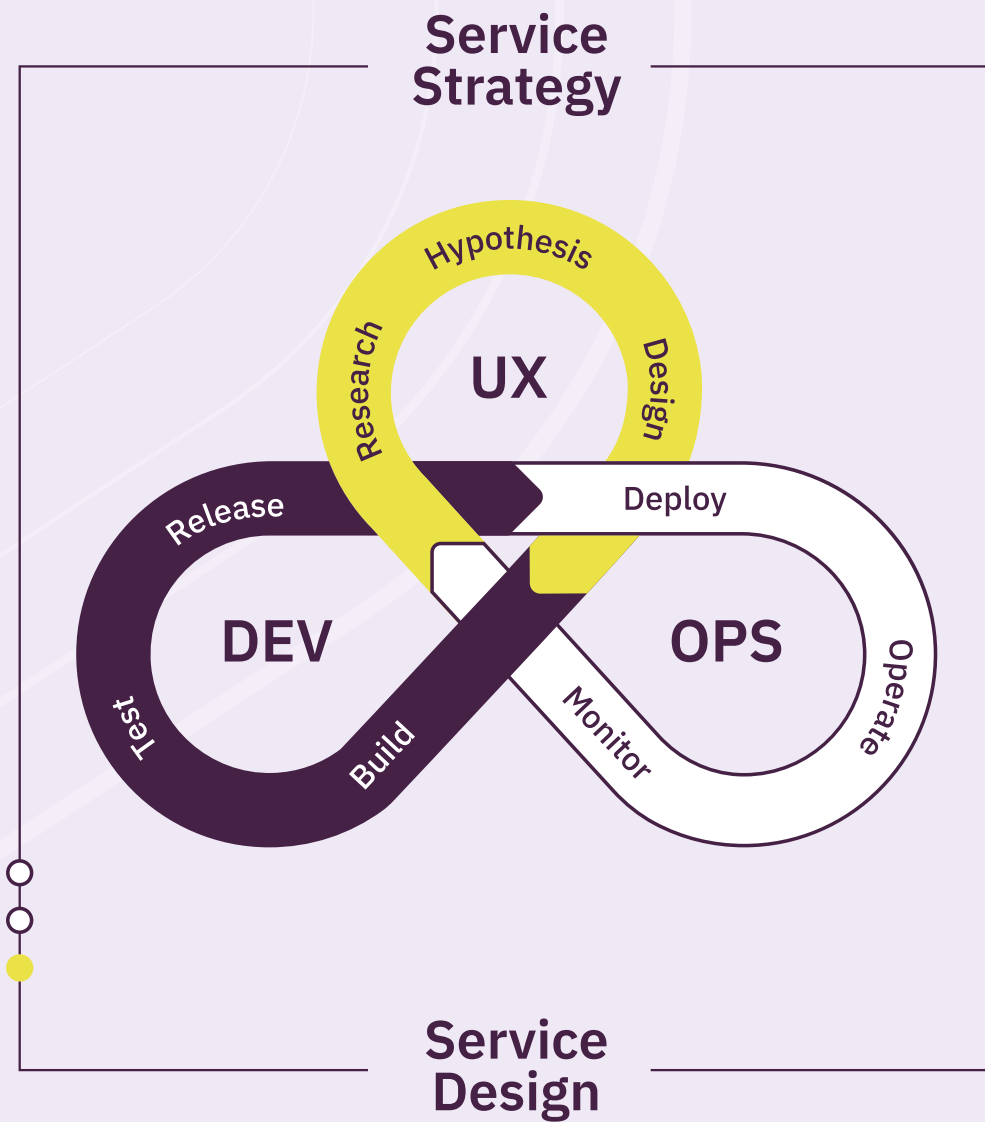 Service
Strategy
Hypothesis
Research
Design
UX
Release
Deploy
DEV
OPS
Test
Build
Monitor
Operate
Service
Design